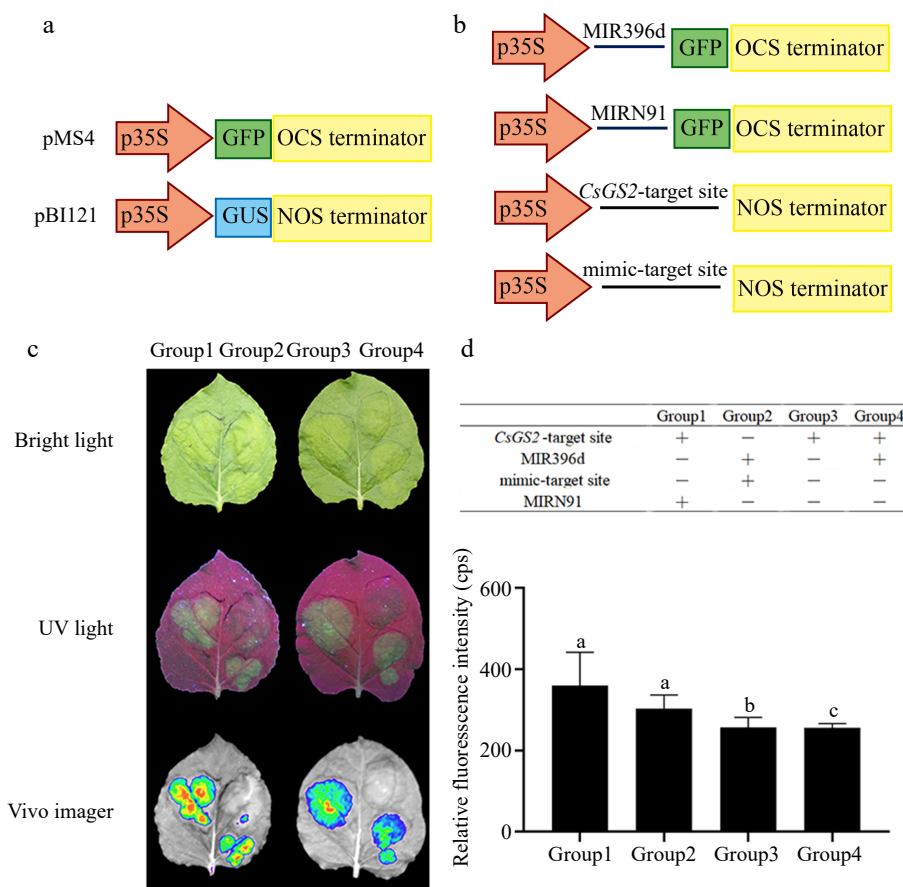 a
pMS4 p35S GFP OCS terminator
pBI121 p35S GUS NOS terminator
b
p35S MIR396d GFP OCS terminator
p35S MIRN91 GFP OCS terminator
p35S CsGS2-target site NOS terminator
p35S mimic-target site NOS terminator
c
Group1 Group2 Group3 Group4
Bright light
UV light
Vivo imager
d
Group1 Group2 Group3 Group4
CsGS2-target site + − + +
MIR396d − + − +
mimic-target site − + − −
MIRN91 + − − −
Relative fluorescence intensity (cps)
600
400
200
0
a a b c
Group1 Group2 Group3 Group4